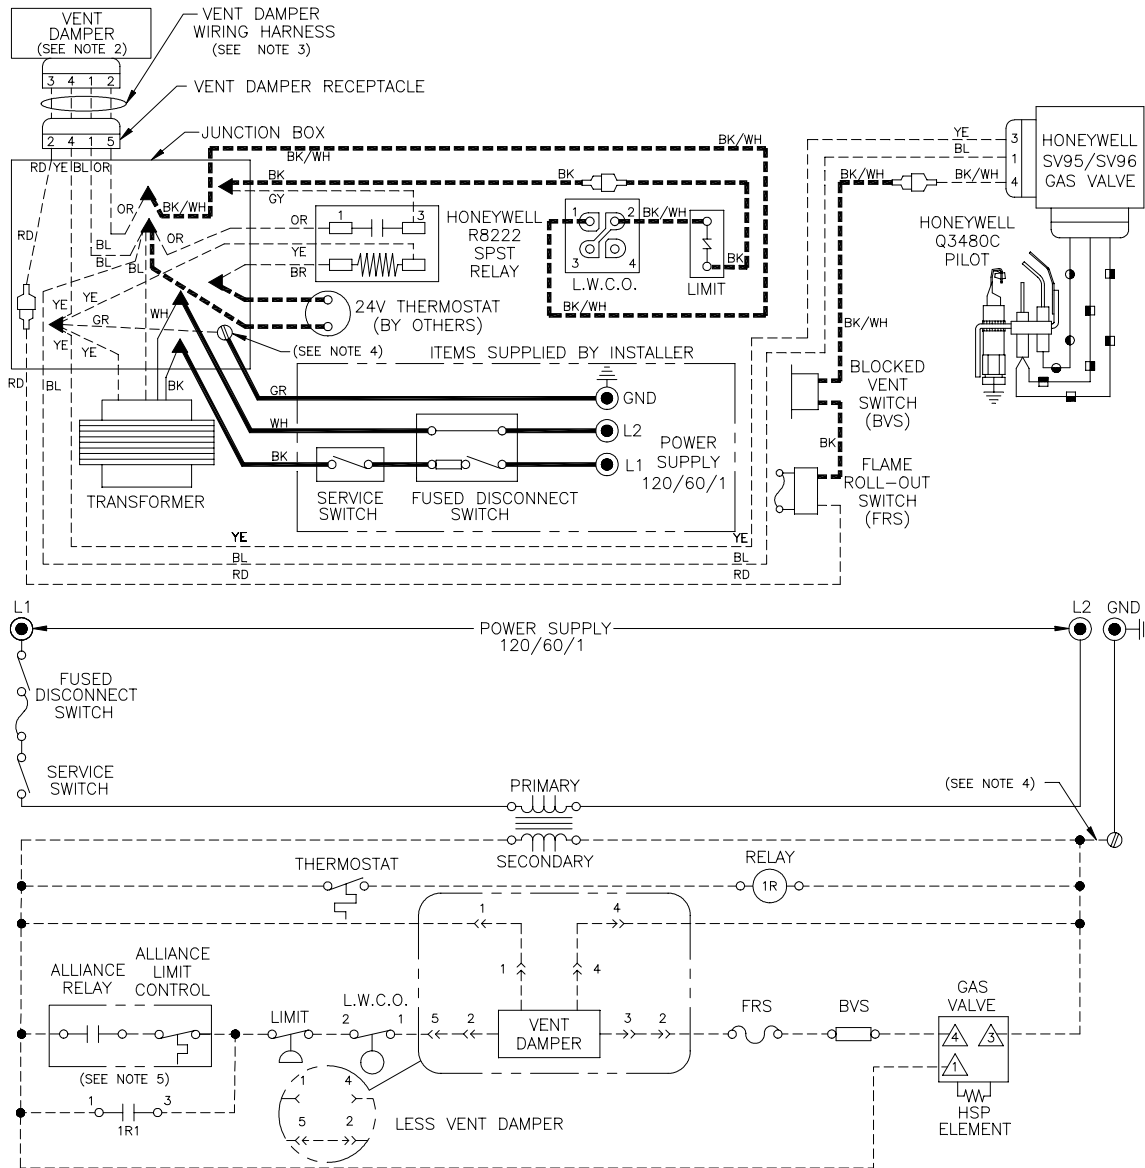 VENT
DAMPER
(SEE NOTE 2)
VENT DAMPER
WIRING HARNESS
(SEE NOTE 3)
3 4 1 2
VENT DAMPER RECEPTACLE
2 4 1 5
JUNCTION BOX
RD YE BL OR
BK/WH
BK
GY
OR
BK/WH
BK
YE
BL
BK/WH
BK/WH
3
1
4
HONEYWELL
SV95/SV96
GAS VALVE
RD
BL
BL
OR
BL
OR
YE
BR
1
3
HONEYWELL
R8222
SPST
RELAY
1
2
3
4
L.W.C.O.
BK/WH
BK
LIMIT
BK/WH
HONEYWELL
Q3480C
PILOT
YE
YE
GR
YE
YE
WH
BK
24V THERMOSTAT
(BY OTHERS)
(SEE NOTE 4)
ITEMS SUPPLIED BY INSTALLER
BK/WH
RD
BL
GR
GND
WH
L2
BK
L1
POWER
SUPPLY
120/60/1
BLOCKED
VENT
SWITCH
(BVS)
BK
FLAME
ROLL-OUT
SWITCH
(FRS)
TRANSFORMER
SERVICE
SWITCH
FUSED DISCONNECT
SWITCH
YE
YE
BL
BL
RD
RD
L1
POWER SUPPLY
120/60/1
L2
GND
FUSED
DISCONNECT
SWITCH
SERVICE
SWITCH
PRIMARY
SECONDARY
(SEE NOTE 4)
THERMOSTAT
RELAY
1R
1
4
1
4
ALLIANCE
RELAY
ALLIANCE
LIMIT
CONTROL
(SEE NOTE 5)
LIMIT
L.W.C.O.
2
1
5
2
VENT
DAMPER
3
2
FRS
BVS
GAS
VALVE
4
3
1
HSP
ELEMENT
1
3
1R1
1
4
5
2
LESS VENT DAMPER